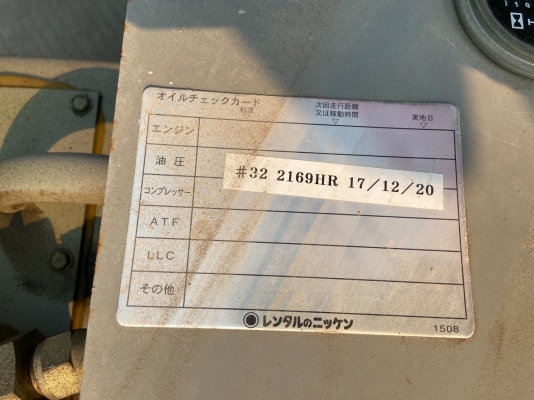 オイルチェックカード
粘度
次回走行距離
又は稼動時間
▽
実地日
▽
エンジン
油圧
#32 2169HR 17/12/20
コンプレッサー
ATF
LLC
その他
レンタルのニッケン
1508